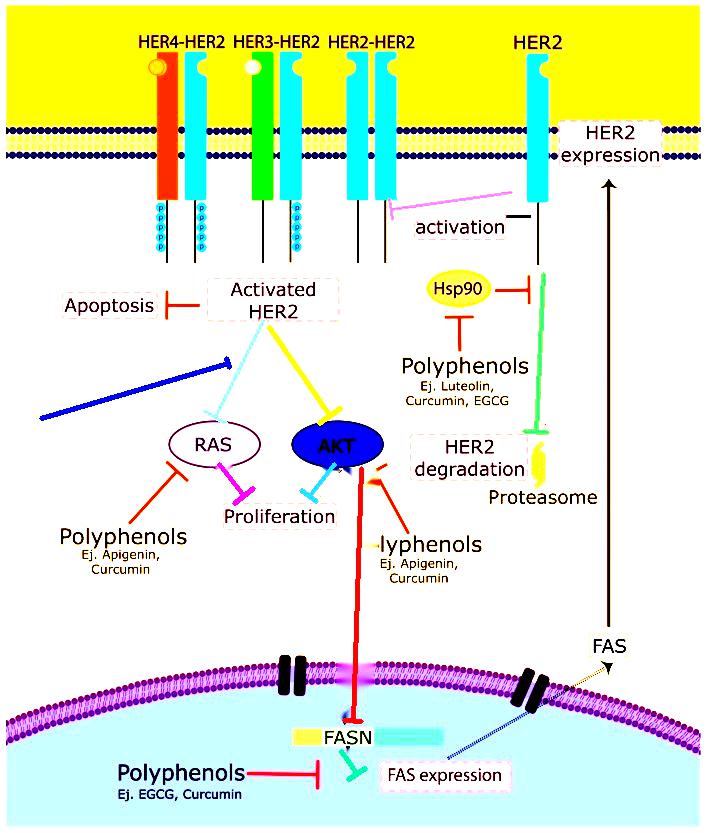 HER4-HER2 HER3-HER2 HER2-HER2 HER2
HER2
expression
P P P
P P P
P P P
P P P
P P P
activation
Activated
HER2
Apoptosis
Hsp90
Polyphenols
Ej. Luteolin,
Curcumin, EGCG
RAS
AKT
HER2
degradation
Proteasome
Proliferation
Polyphenols
Ej. Apigenin,
Curcumin
lyphenols
Ej. Apigenin,
Curcumin
FAS
FASN
FAS expression
Polyphenols
Ej. EGCG, Curcumin